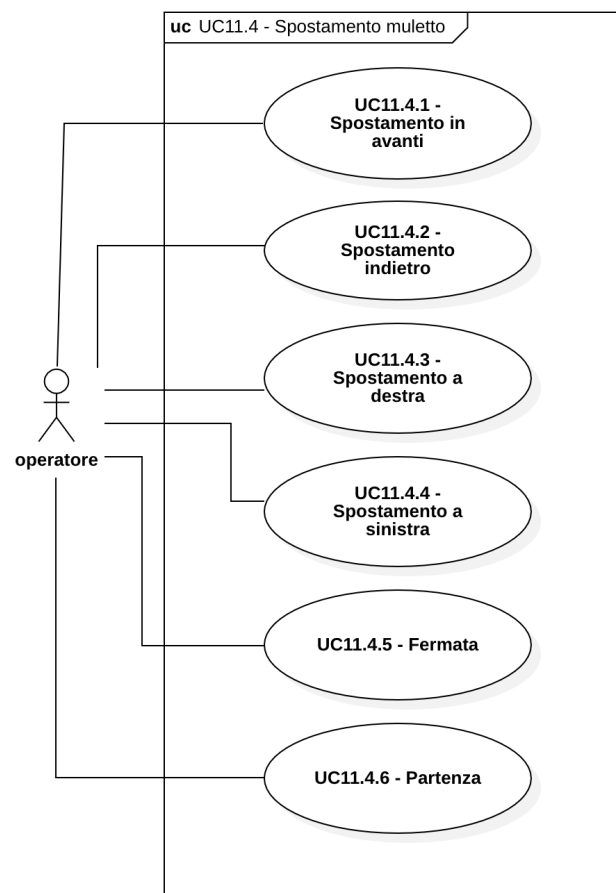 uc UC11.4 - Spostamento muletto
UC11.4.1 -
Spostamento in
avanti
UC11.4.2 -
Spostamento
indietro
UC11.4.3 -
Spostamento a
destra
operatore
UC11.4.4 -
Spostamento a
sinistra
UC11.4.5 - Fermata
UC11.4.6 - Partenza